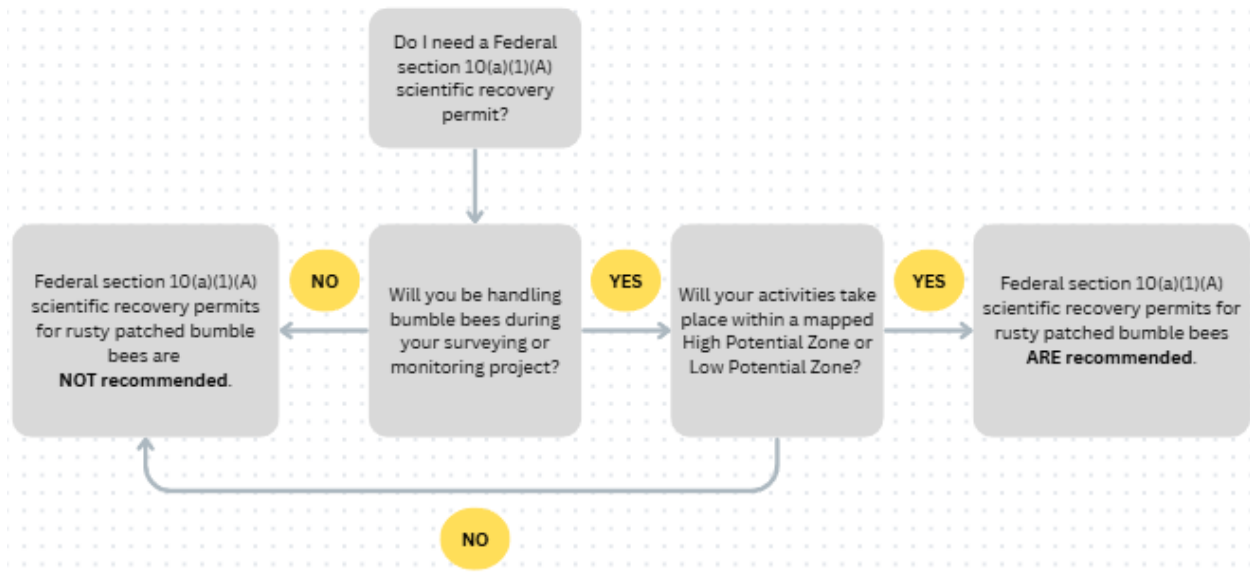 Do I need a Federal
section 10(a)(1)(A)
scientific recovery
permit?
Federal section 10(a)(1)(A)
scientific recovery permits
for rusty patched bumble
bees are
NOT recommended.
NO
Will you be handling
bumble bees during
your surveying or
monitoring project?
YES
Will your activities take
place within a mapped
High Potential Zone or
Low Potential Zone?
YES
Federal section 10(a)(1)(A)
scientific recovery permits for
rusty patched bumble bees
ARE recommended.
NO